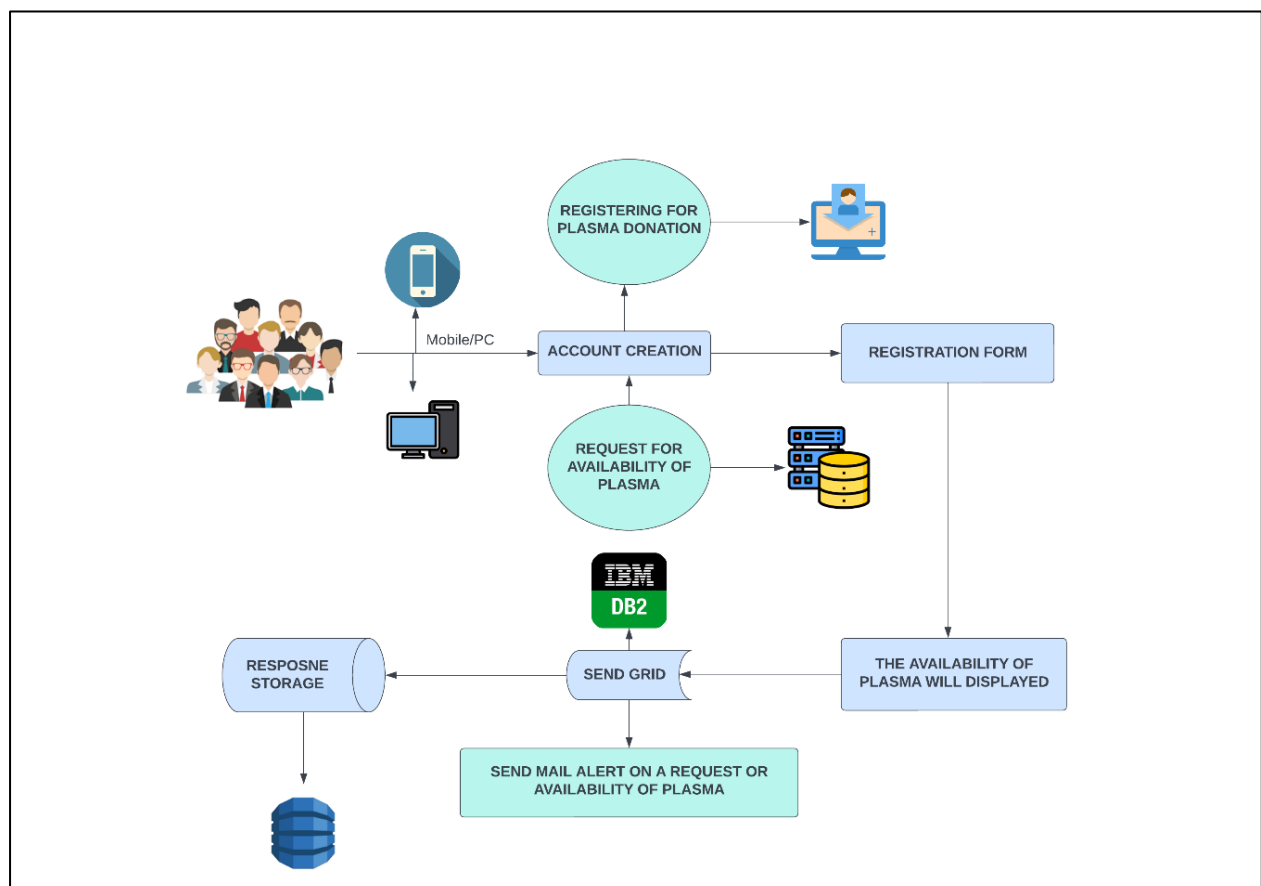 REGISTERING FOR
PLASMA DONATION
Mobile/PC
ACCOUNT CREATION
REGISTRATION FORM
REQUEST FOR
AVAILABILITY OF
PLASMA
IBM
DB2
RESPOSNE
STORAGE
SEND GRID
THE AVAILABILITY OF
PLASMA WILL DISPLAYED
SEND MAIL ALERT ON A REQUEST OR
AVAILABILITY OF PLASMA